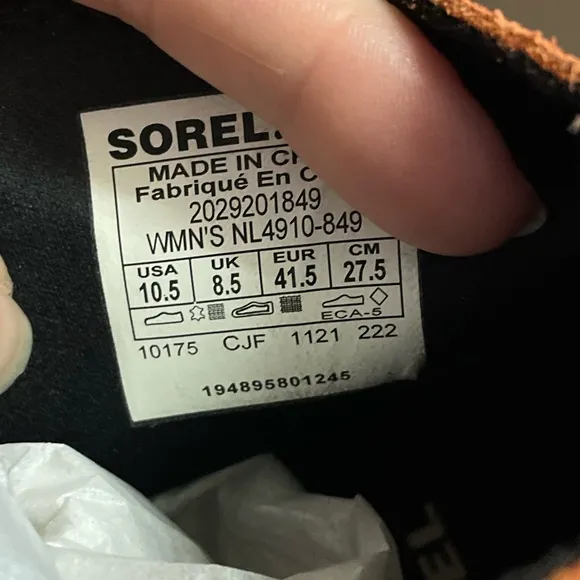 SOREL
MADE IN
Fabriqué En
2029201849
WMN'S NL4910-849
USA UK EUR CM
10.5 8.5 41.5 27.5
ECA-5
10175 CJF 1121 222
194895801245
EL